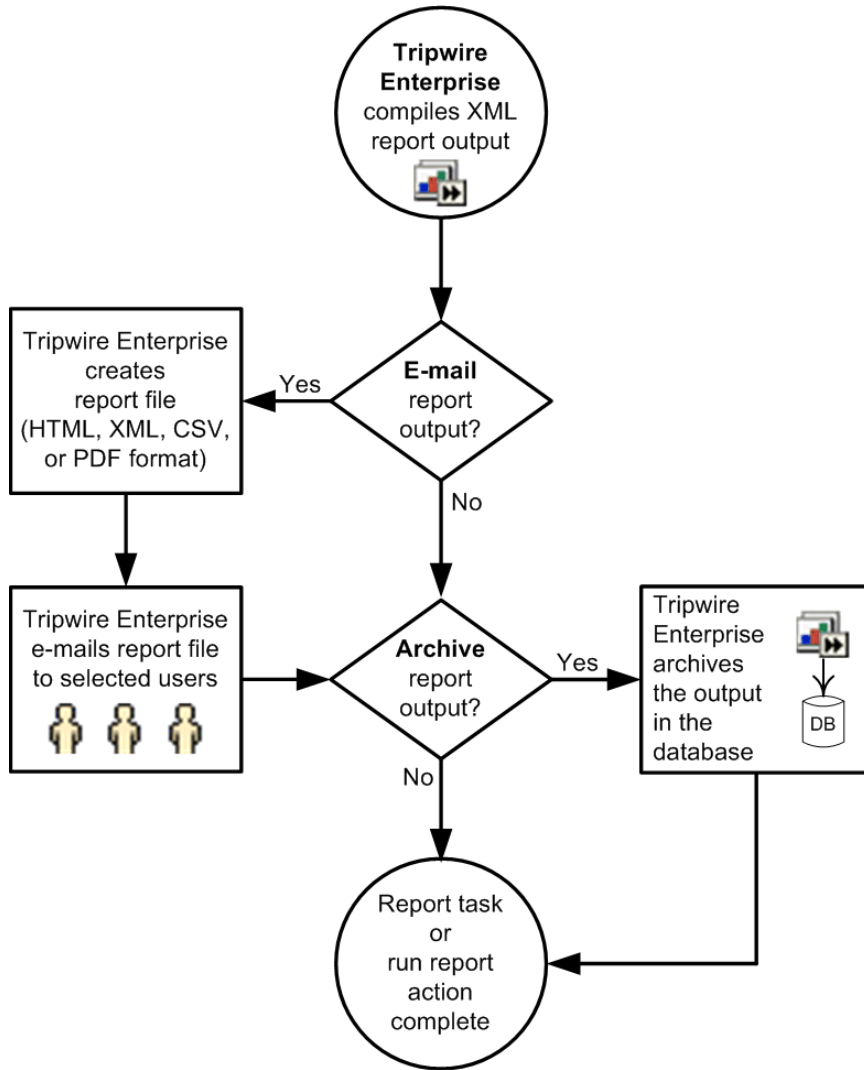 Tripwire
Enterprise
compiles XML
report output
Tripwire Enterprise
creates
report file
(HTML, XML, CSV,
or PDF format)
Yes
E-mail
report
output?
No
Tripwire Enterprise
e-mails report file
to selected users
Archive
report
output?
Yes
Tripwire
Enterprise
archives
the output
in the
database
DB
No
Report task
or
run report
action
complete